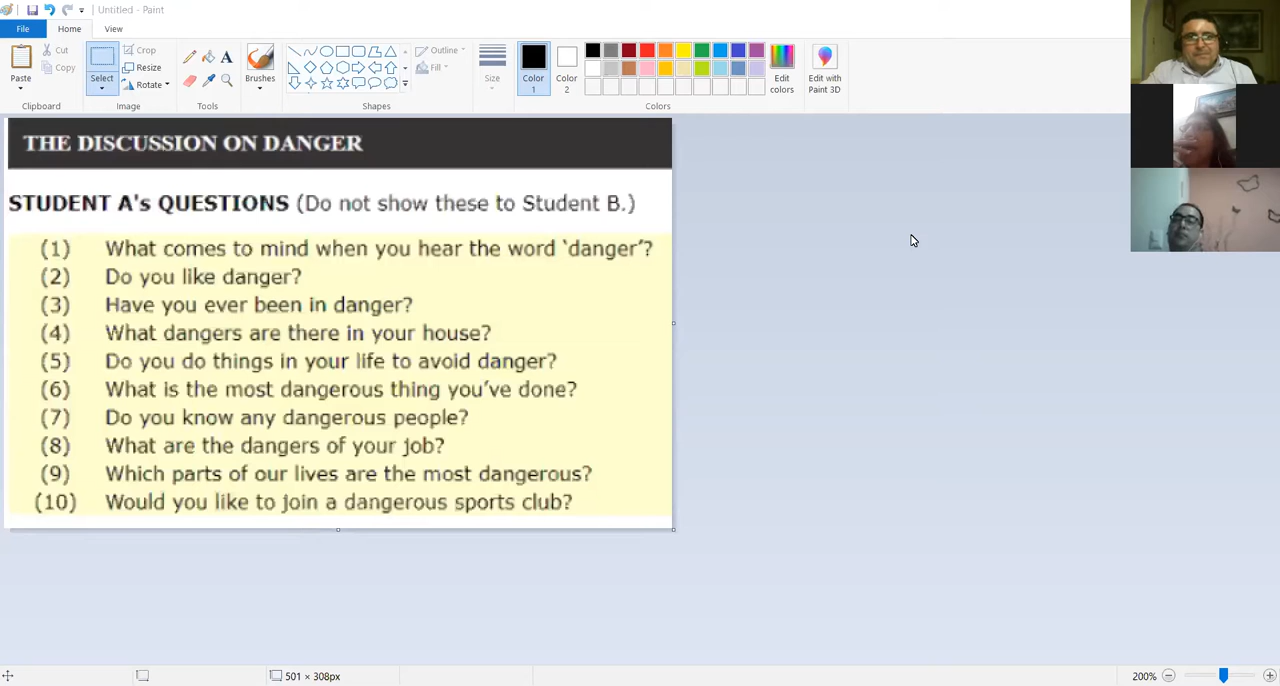 Untitled - Paint
File
Home
View
Paste
Cut
Copy
Clipboard
Select
Crop
Resize
Rotate
Image
Tools
Brushes
Shapes
Outline
Fill
Size
Color
1
Color
2
Edit
colors
Edit with
Paint 3D
Colors
THE DISCUSSION ON DANGER
STUDENT A's QUESTIONS (Do not show these to Student B.)
(1) What comes to mind when you hear the word ‘danger’?
(2) Do you like danger?
(3) Have you ever been in danger?
(4) What dangers are there in your house?
(5) Do you do things in your life to avoid danger?
(6) What is the most dangerous thing you’ve done?
(7) Do you know any dangerous people?
(8) What are the dangers of your job?
(9) Which parts of our lives are the most dangerous?
(10) Would you like to join a dangerous sports club?
501 × 308px
200%